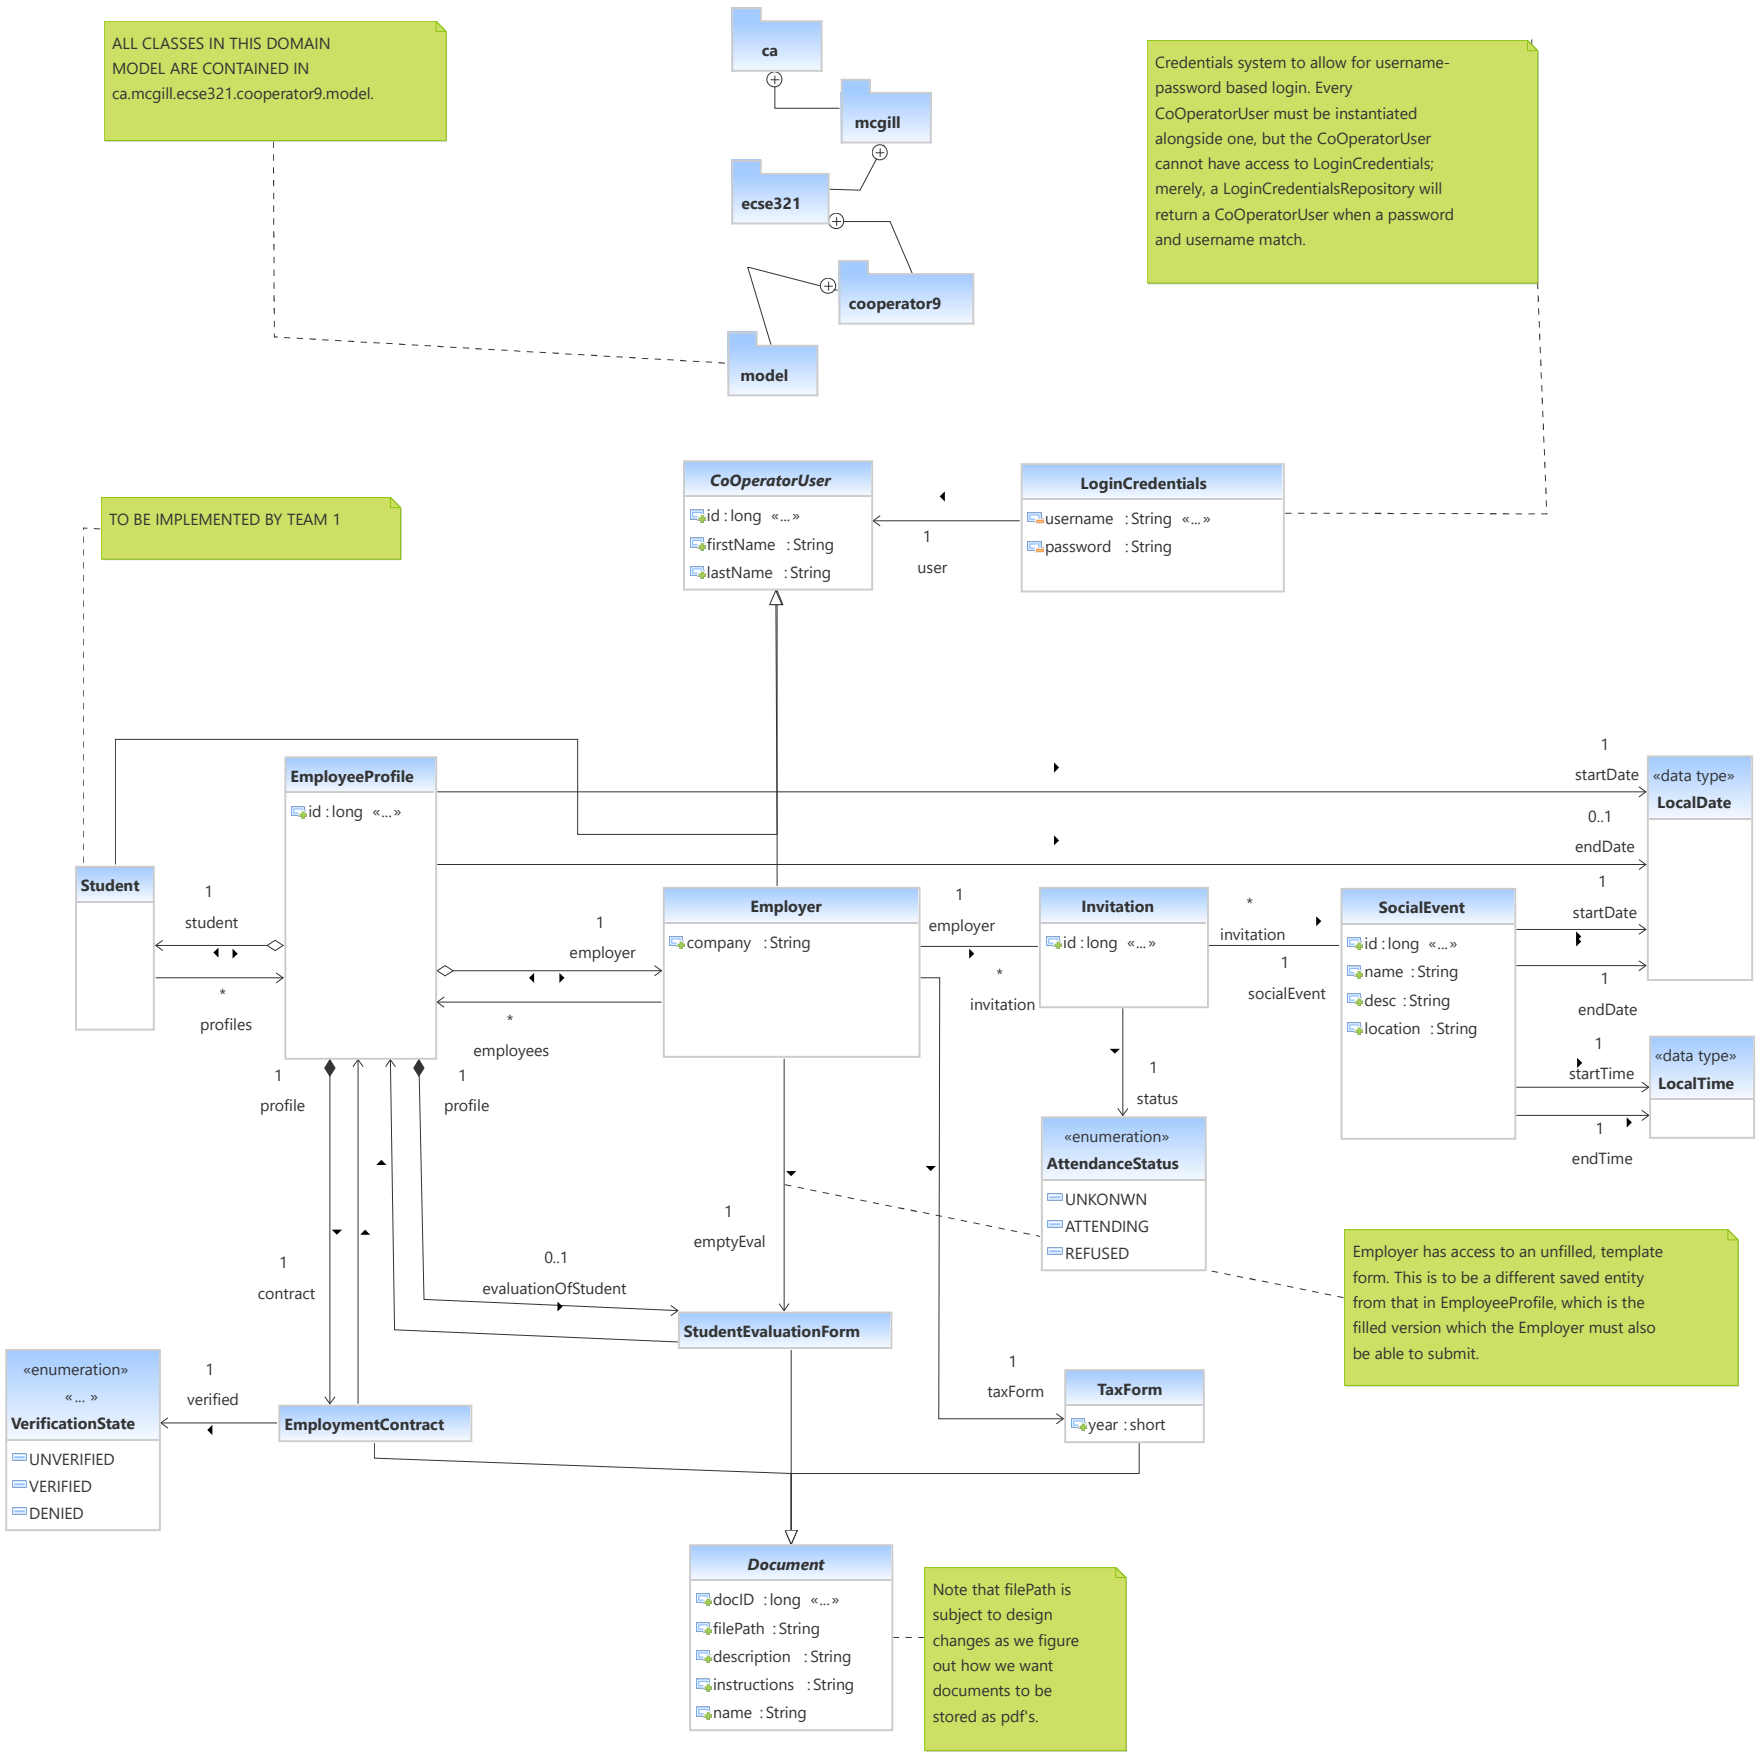 ALL CLASSES IN THIS DOMAIN
MODEL ARE CONTAINED IN
ca.mcgill.ecse321.cooperator9.model.
ca
mcgill
ecse321
cooperator9
model
Credentials system to allow for username-
password based login. Every
CoOperatorUser must be instantiated
alongside one, but the CoOperatorUser
cannot have access to LoginCredentials;
merely, a LoginCredentialsRepository will
return a CoOperatorUser when a password
and username match.
TO BE IMPLEMENTED BY TEAM 1
CoOperatorUser
id : long «...»
firstName : String
lastName : String
1
user
LoginCredentials
username : String «...»
password : String
EmployeeProfile
id : long «...»
1
startDate
0..1
endDate
«data type»
LocalDate
Student
1
student
*
profiles
1
employer
*
employees
Employer
company : String
1
employer
*
invitation
Invitation
id : long «...»
*
invitation
1
socialEvent
SocialEvent
id : long «...»
name : String
desc : String
location : String
1
startDate
1
endDate
1
startTime
1
endTime
«data type»
LocalTime
1
profile
1
profile
1
status
«enumeration»
AttendanceStatus
UNKONWN
ATTENDING
REFUSED
1
contract
0..1
evaluationOfStudent
1
emptyEval
Employer has access to an unfilled, template
form. This is to be a different saved entity
from that in EmployeeProfile, which is the
filled version which the Employer must also
be able to submit.
StudentEvaluationForm
«enumeration»
«... »
VerificationState
UNVERIFIED
VERIFIED
DENIED
1
verified
EmploymentContract
1
taxForm
TaxForm
year : short
Document
docID : long «...»
filePath : String
description : String
instructions : String
name : String
Note that filePath is
subject to design
changes as we figure
out how we want
documents to be
stored as pdf's.